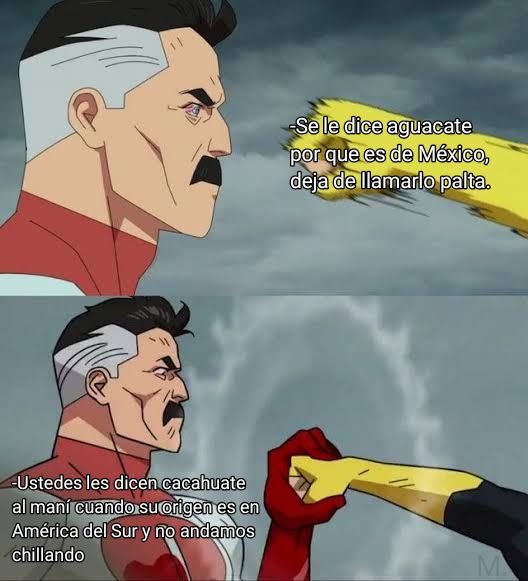 -Se le dice aguacate
por que es de México,
deja de llamarlo palta.
-Ustedes les dicen cacahuate
al maní cuando su origen es en
América del Sur y no andamos
chillando